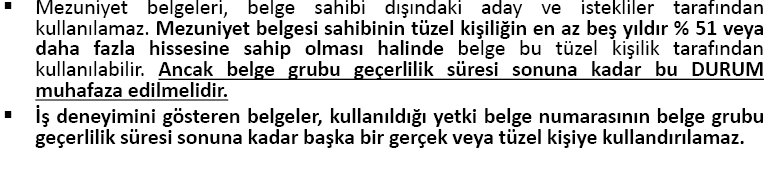 ▪ Mezuniyet belgeleri, belge sahibi dışındaki aday ve istekliler tarafından
kullanılamaz. Mezuniyet belgesi sahibinin tüzel kişiliğin en az beş yıldır % 51 veya
daha fazla hissesine sahip olması halinde belge bu tüzel kişilik tarafından
kullanılabilir. Ancak belge grubu geçerlilik süresi sonuna kadar bu DURUM
muhafaza edilmelidir.
▪ İş deneyimini gösteren belgeler, kullanıldığı yetki belge numarasının belge grubu
geçerlilik süresi sonuna kadar başka bir gerçek veya tüzel kişiye kullandırılamaz.